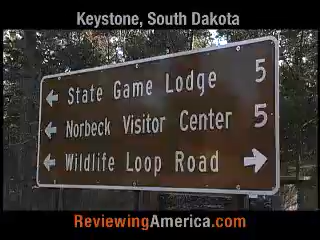 Keystone, South Dakota
State Game Lodge 5
Norbeck Visitor Center 5
Wildlife Loop Road
ReviewingAmerica.com